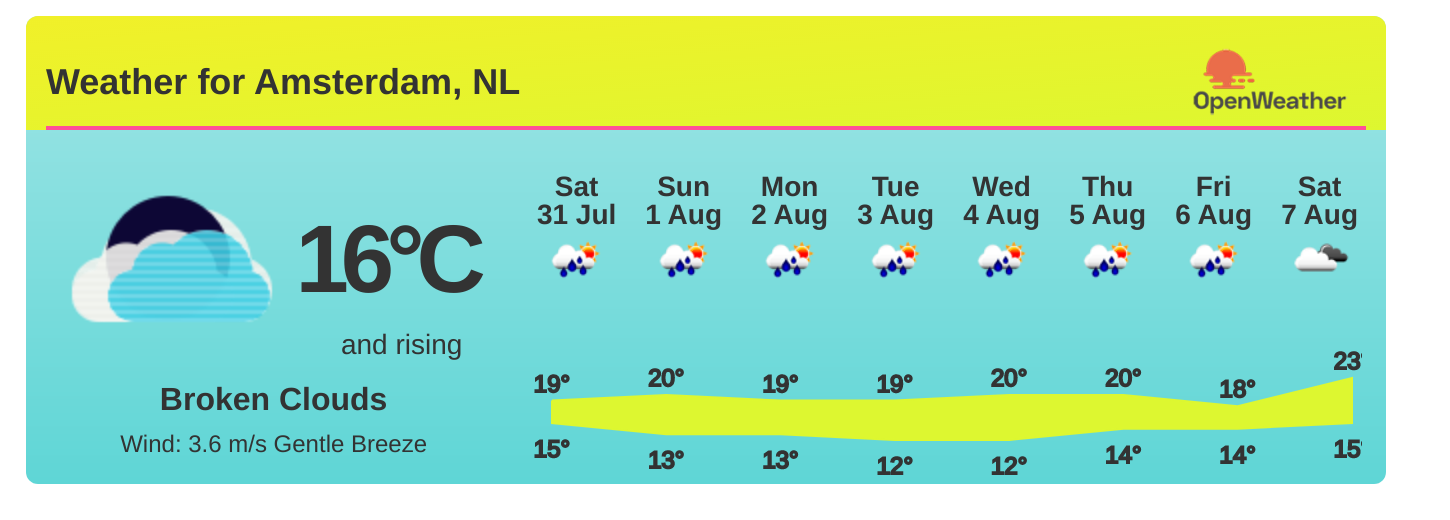 Weather for Amsterdam, NL
OpenWeather
Sat Sun Mon Tue Wed Thu Fri Sat
31 Jul 1 Aug 2 Aug 3 Aug 4 Aug 5 Aug 6 Aug 7 Aug
16°C
and rising
Broken Clouds
Wind: 3.6 m/s Gentle Breeze
19° 20° 19° 19° 20° 20° 18° 23°
15° 13° 13° 12° 12° 14° 14° 15°